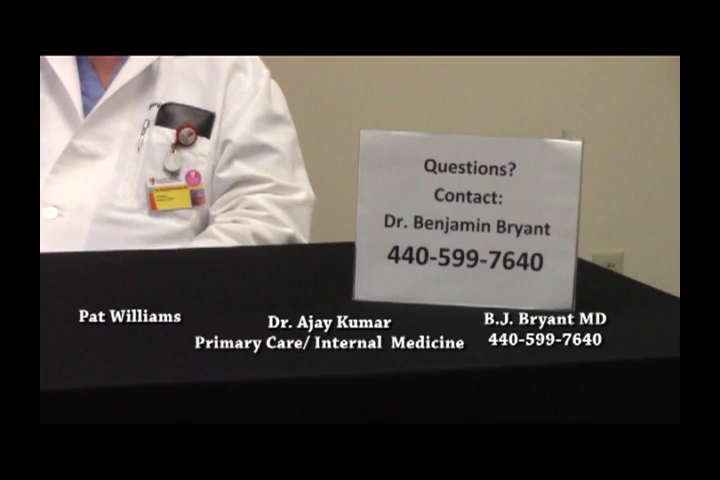 Questions?
Contact:
Dr. Benjamin Bryant
440-599-7640
Pat Williams
Dr. Ajay Kumar
Primary Care/ Internal Medicine
B.J. Bryant MD
440-599-7640